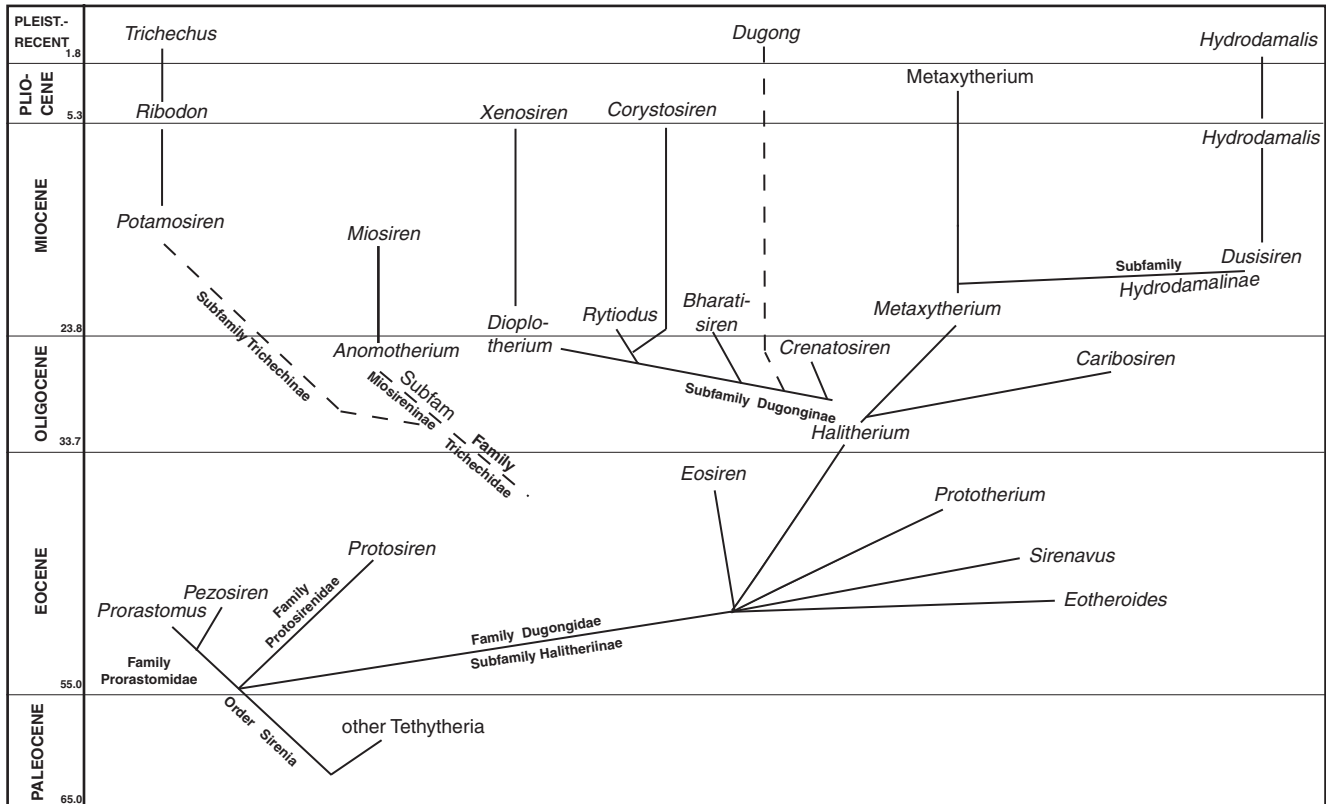 PLEIST.-
RECENT
1.8
Trichechus
Dugong
Hydrodamalis
PLIO-
CENE
5.3
Metaxytherium
Ribodon
Xenosiren
Corystosiren
MIOCENE
23.8
Hydrodamalis
Potamosiren
Miosiren
Subfamily
Hydrodamalinae
Dusisiren
Subfamily Trichechinae
Dioplo-
therium
Rytiodus
Bharati-
siren
Metaxytherium
OLIGOCENE
33.7
Anomotherium
Crenatosiren
Caribosiren
Subfam
Miosireninae
Subfamily Dugonginae
Halitherium
Family
Trichechidae
EOCENE
55.0
Eosiren
Prototherium
Protosiren
Sirenavus
Pezosiren
Prorastomus
Family
Protosirenidae
Eotheroides
Family Dugongidae
Subfamily Halitheriinae
Family
Prorastomidae
PALEOCENE
65.0
Order Sirenia
other Tethytheria